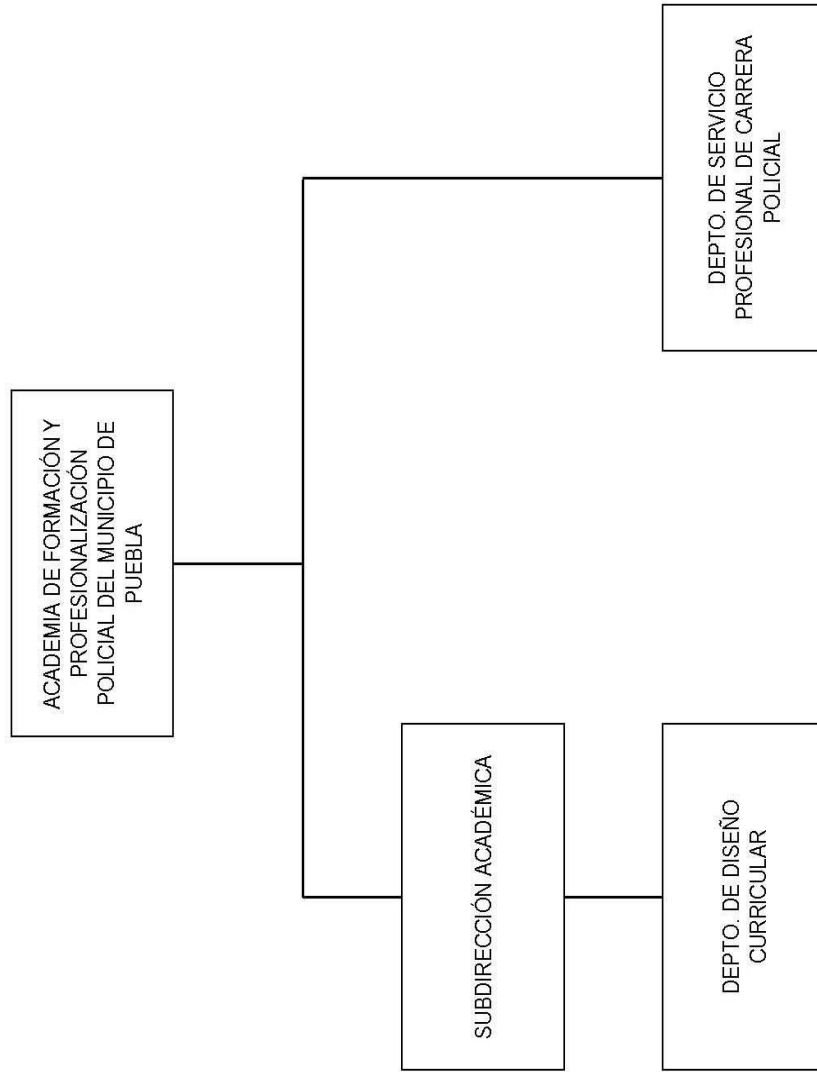 ACADEMIA DE FORMACIÓN Y
PROFESIONALIZACIÓN
POLICIAL DEL MUNICIPIO DE
PUEBLA
SUBDIRECCIÓN ACADÉMICA
DEPTO. DE DISEÑO
CURRICULAR
DEPTO. DE SERVICIO
PROFESIONAL DE CARRERA
POLICIAL